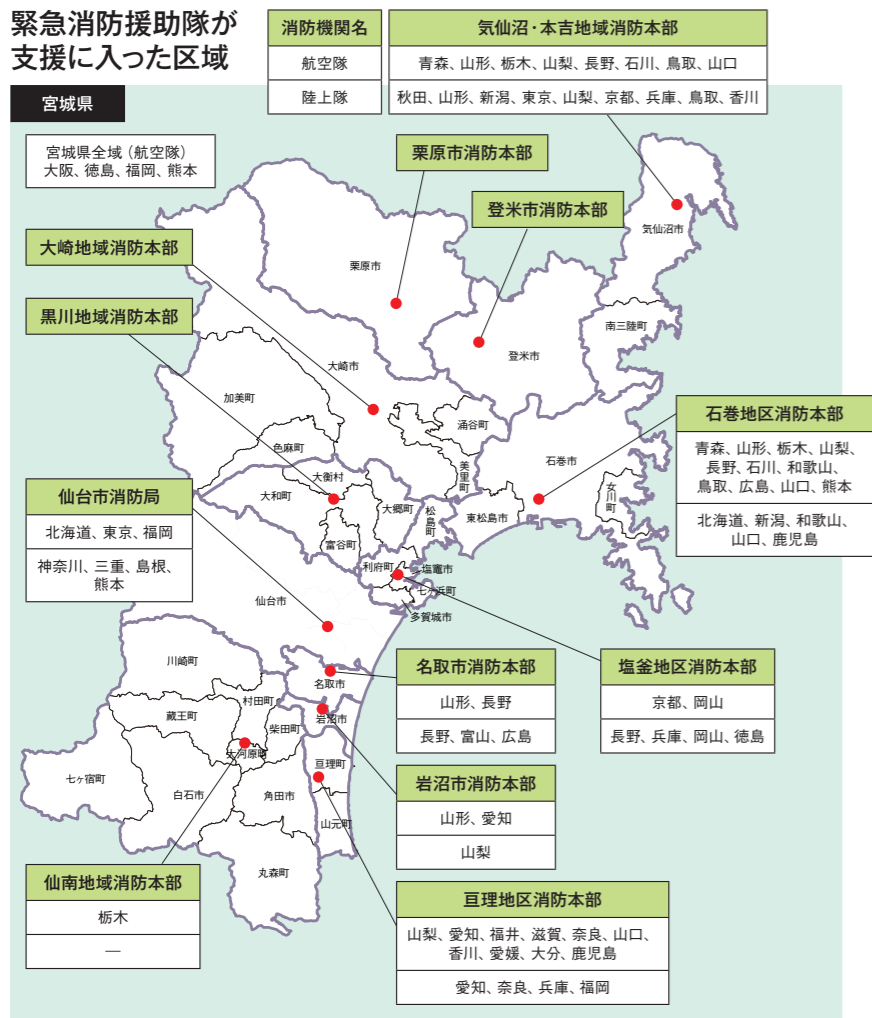 緊急消防援助隊が
支援に入った区域
消防機関名
気仙沼・本吉地域消防本部
航空隊
青森、山形、栃木、山梨、長野、石川、鳥取、山口
陸上隊
秋田、山形、新潟、東京、山梨、京都、兵庫、鳥取、香川
宮城県
宮城県全域（航空隊）
大阪、徳島、福岡、熊本
栗原市消防本部
登米市消防本部
大崎地域消防本部
黒川地域消防本部
気仙沼市
栗原市
南三陸町
登米市
大崎市
加美町
涌谷町
色麻町
美里町
石巻市
女川町
大衡村
大和町
大郷町
松島町
東松島市
富谷町
利府町
塩竈市
七ヶ浜町
多賀城市
仙台市
石巻地区消防本部
青森、山形、栃木、山梨、
長野、石川、和歌山、
鳥取、広島、山口、熊本
北海道、新潟、和歌山、
山口、鹿児島
仙台市消防局
北海道、東京、福岡
神奈川、三重、島根、
熊本
川崎町
名取市
村田町
蔵王町
柴田町
岩沼市
大河原町
亘理町
七ヶ宿町
白石市
角田市
山元町
丸森町
名取市消防本部
山形、長野
長野、富山、広島
塩釜地区消防本部
京都、岡山
長野、兵庫、岡山、徳島
岩沼市消防本部
山形、愛知
山梨
仙南地域消防本部
栃木
—
亘理地区消防本部
山梨、愛知、福井、滋賀、奈良、山口、
香川、愛媛、大分、鹿児島
愛知、奈良、兵庫、福岡